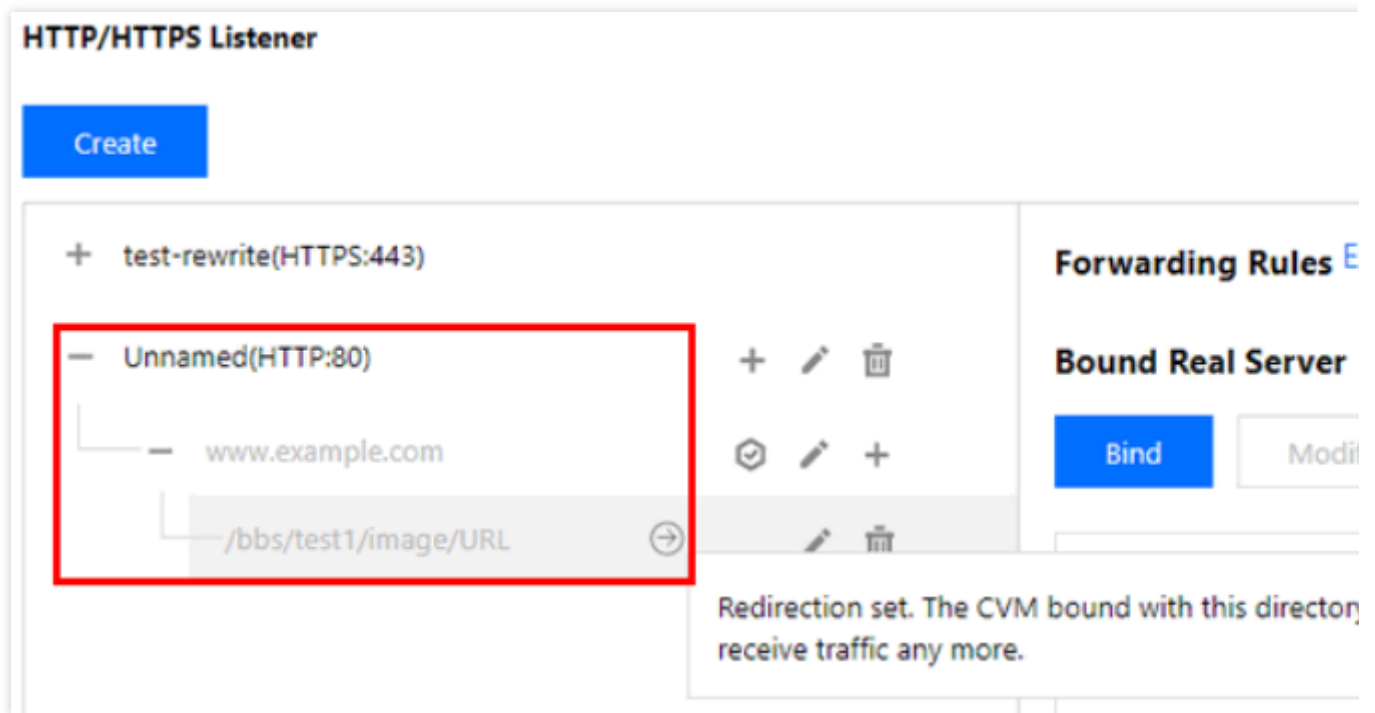 HTTP/HTTPS Listener
Create
test-rewrite(HTTPS:443)
Forwarding Rules E
Unnamed(HTTP:80)
Bound Real Server
www.example.com
Bind Modif
/bbs/test1/image/URL
Redirection set. The CVM bound with this directory
receive traffic any more.